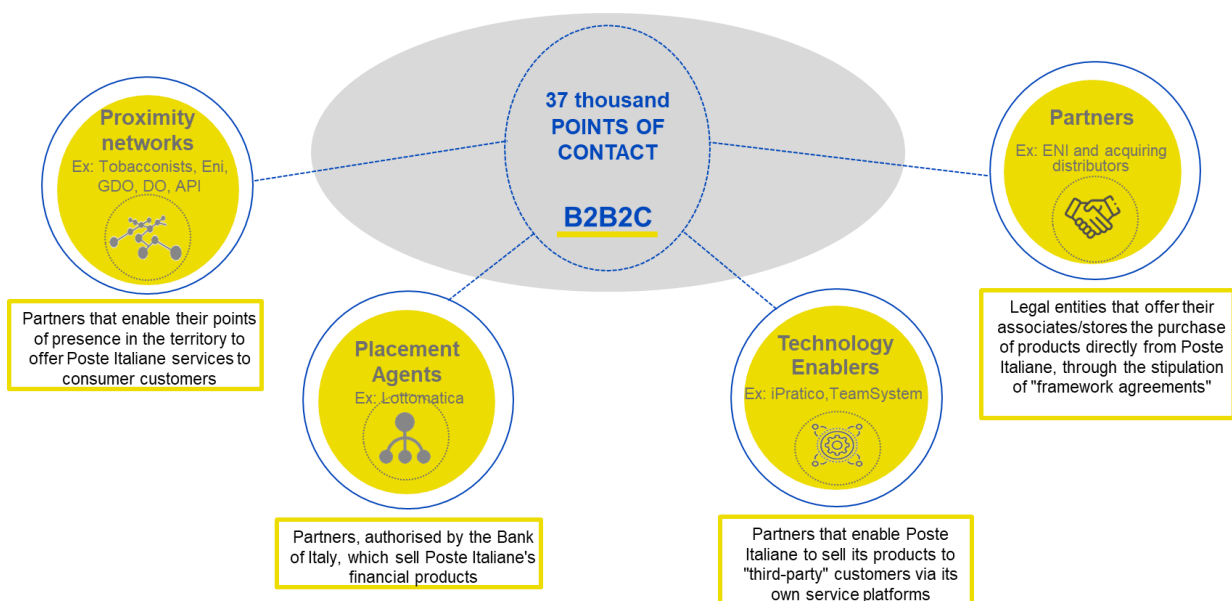 37 thousand
POINTS OF
CONTACT
B2B2C
Proximity
networks
Ex: Tobacconists, Eni,
GDO, DO, API
Partners that enable their points
of presence in the territory to
offer Poste Italiane services to
consumer customers
Placement
Agents
Ex: Lottomatica
Partners, authorised by the Bank
of Italy, which sell Poste Italiane's
financial products
Technology
Enablers
Ex: iPratico,TeamSystem
Partners that enable Poste
Italiane to sell its products to
"third-party" customers via its
own service platforms
Partners
Ex: ENI and acquiring
distributors
Legal entities that offer their
associates/stores the purchase
of products directly from Poste
Italiane, through the stipulation
of "framework agreements"